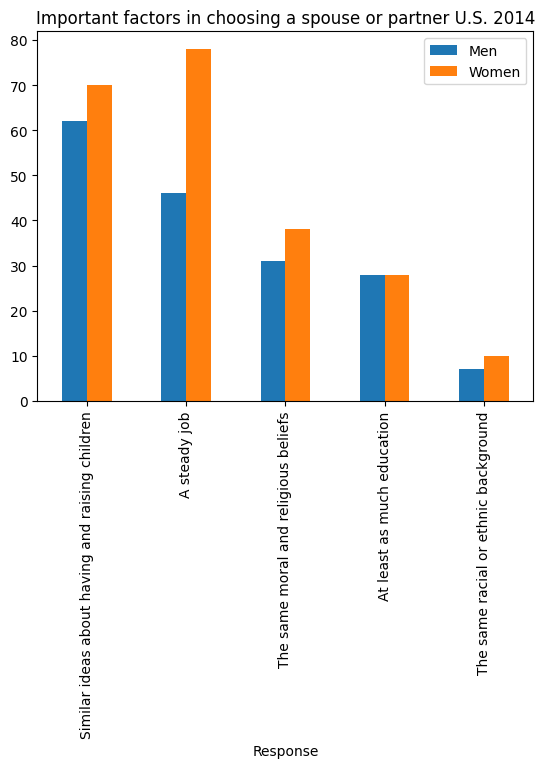 Important factors in choosing a spouse or partner U.S. 2014
Men
Women
80
70
60
50
40
30
20
10
0
Similar ideas about having and raising children
A steady job
The same moral and religious beliefs
At least as much education
The same racial or ethnic background
Response